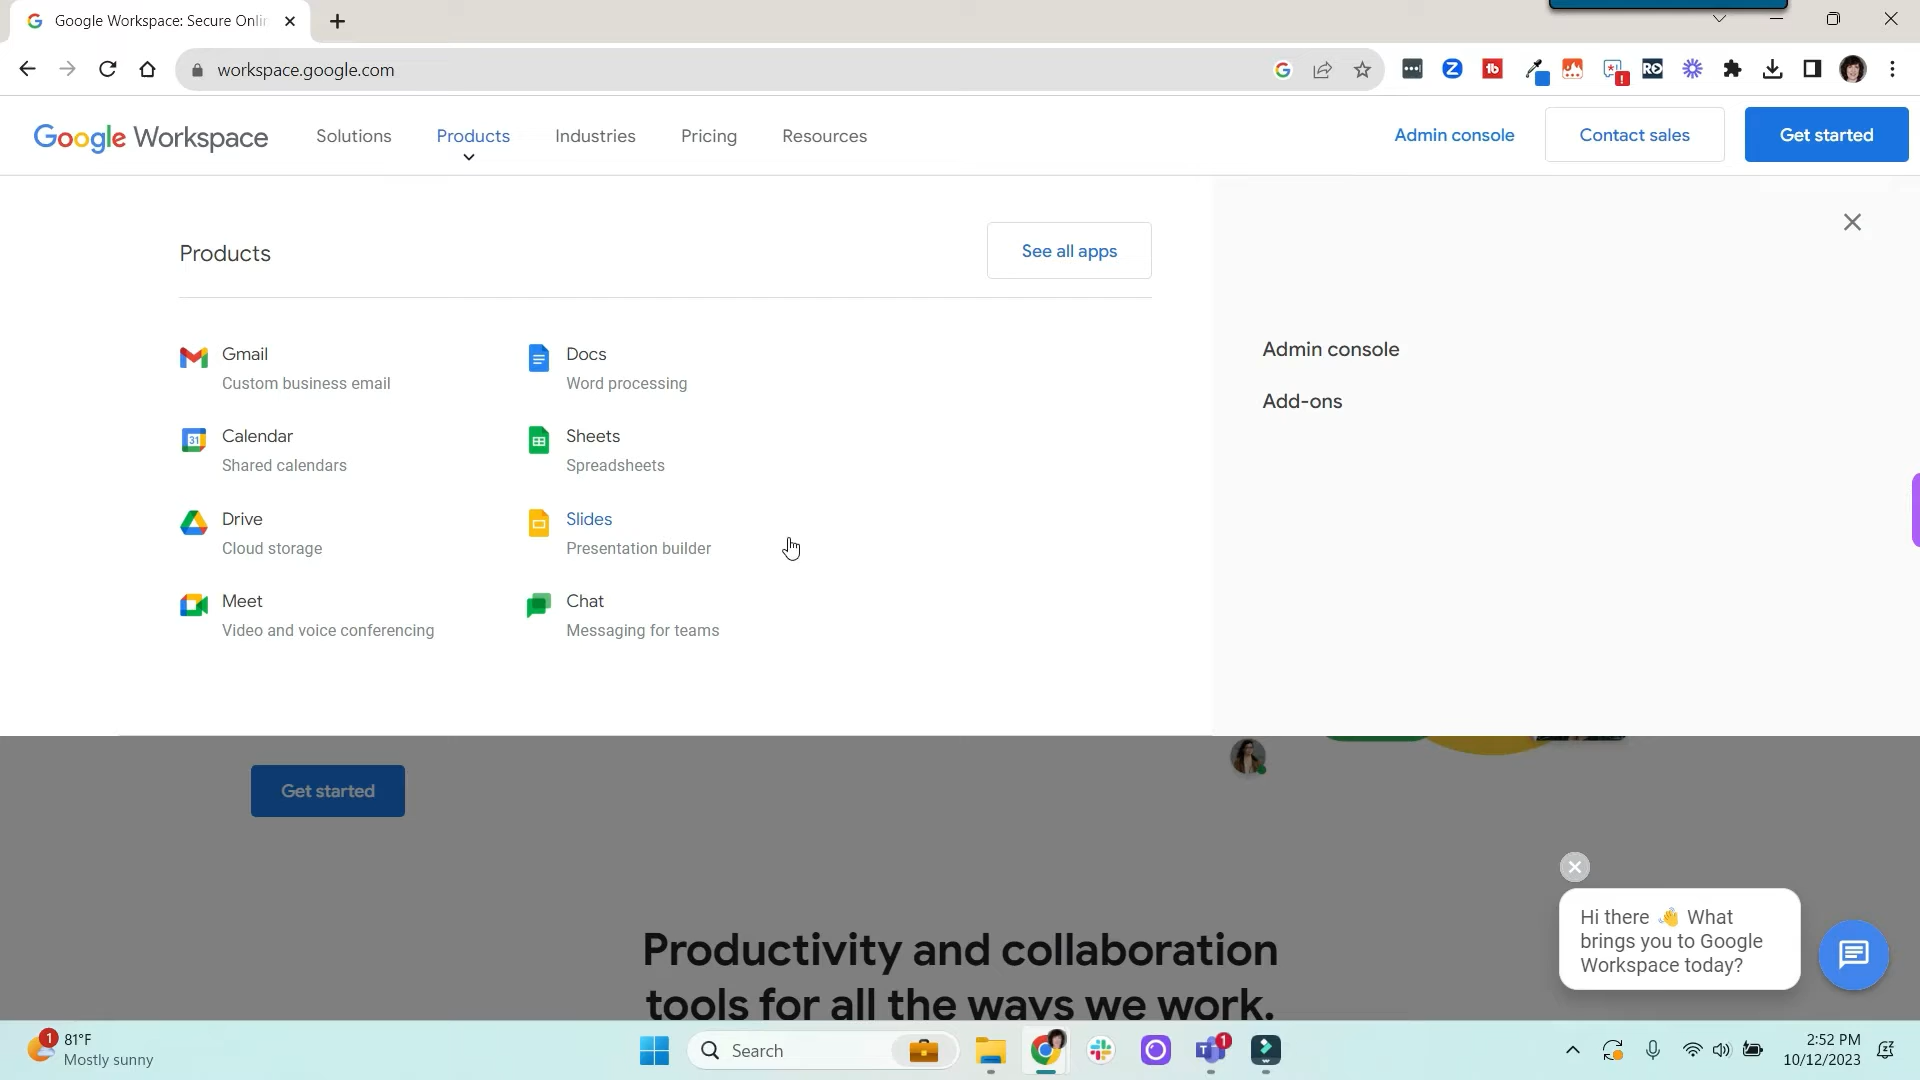 Google Workspace: Secure Onli
workspace.google.com
Google Workspace
Solutions
Products
Industries
Pricing
Resources
Admin console
Contact sales
Get started
Products
See all apps
Gmail
Custom business email
Docs
Word processing
Calendar
Shared calendars
Sheets
Spreadsheets
Drive
Cloud storage
Slides
Presentation builder
Meet
Video and voice conferencing
Chat
Messaging for teams
Admin console
Add-ons
Get started
Productivity and collaboration
tools for all the ways we work.
Hi there 👋 What
brings you to Google
Workspace today?
1
81°F
Mostly sunny
Search
1
2:52 PM
10/12/2023